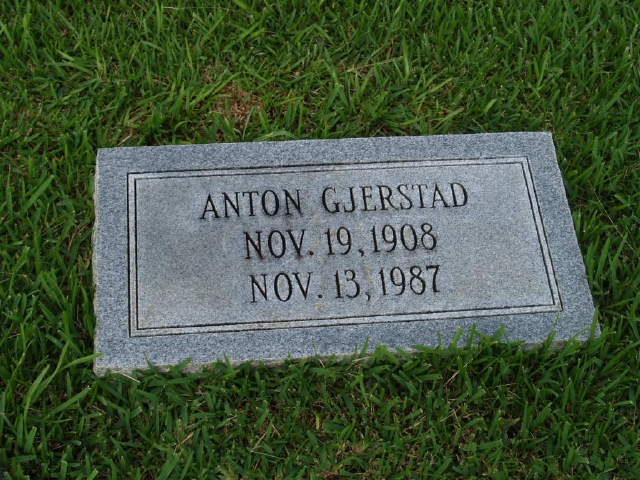 ANTON GJERSTAD
NOV. 19, 1908
NOV. 13, 1987